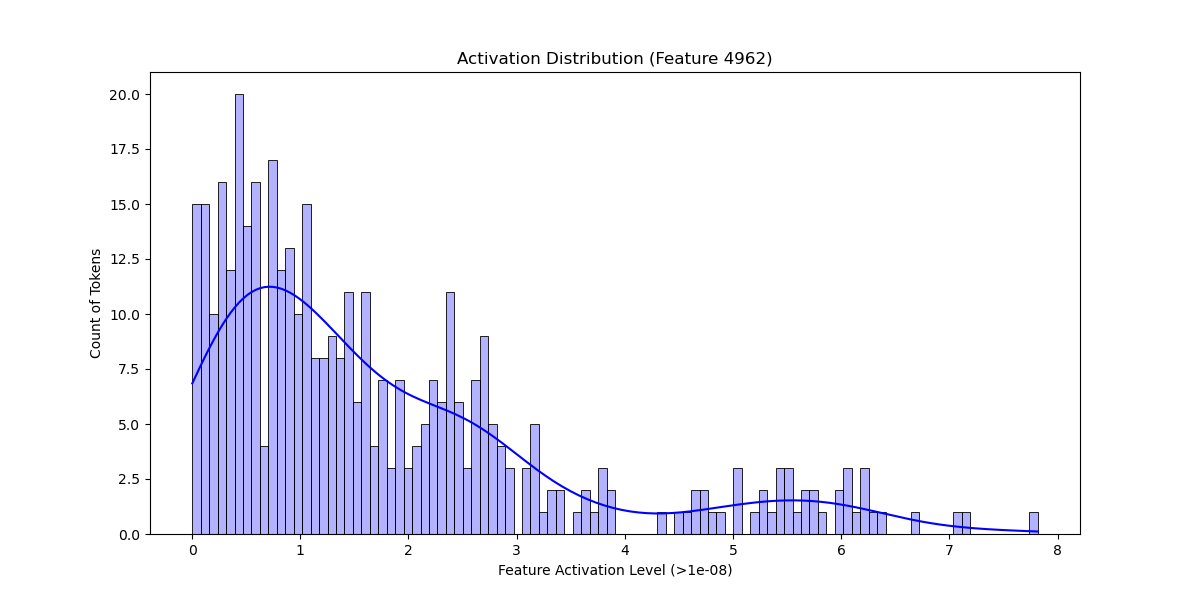 Activation Distribution (Feature 4962)
20.0
17.5
15.0
12.5
10.0
7.5
5.0
2.5
0.0
Count of Tokens
0 1 2 3 4 5 6 7 8
Feature Activation Level (>1e-08)